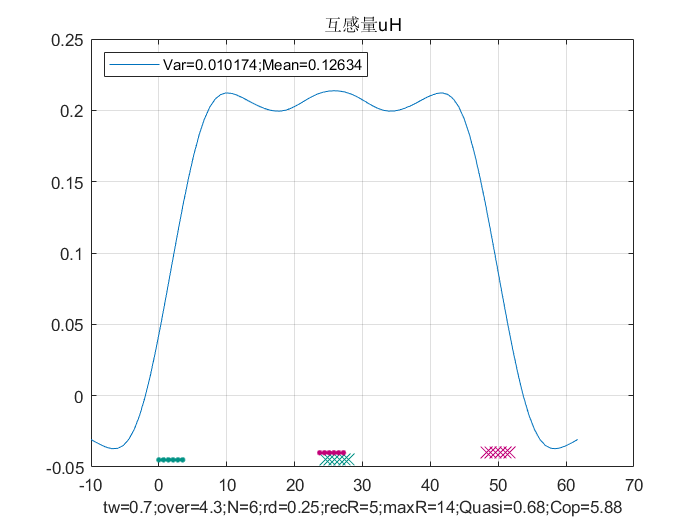 互感量uH
Var=0.010174;Mean=0.12634
0.25
0.2
0.15
0.1
0.05
0
-0.05
-10 0 10 20 30 40 50 60 70
tw=0.7;over=4.3;N=6;rd=0.25;recR=5;maxR=14;Quasi=0.68;Cop=5.88